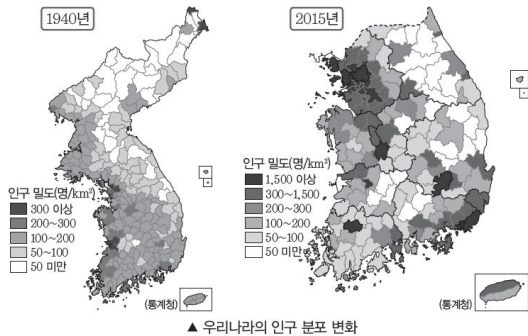 1940년
인구 밀도(명/km²)
300 이상
200~300
100~200
50~100
50 미만
(통계청)
2015년
인구 밀도(명/km²)
1,500 이상
300~1,500
200~300
100~200
50~100
50 미만
(통계청)
▲ 우리나라의 인구 분포 변화